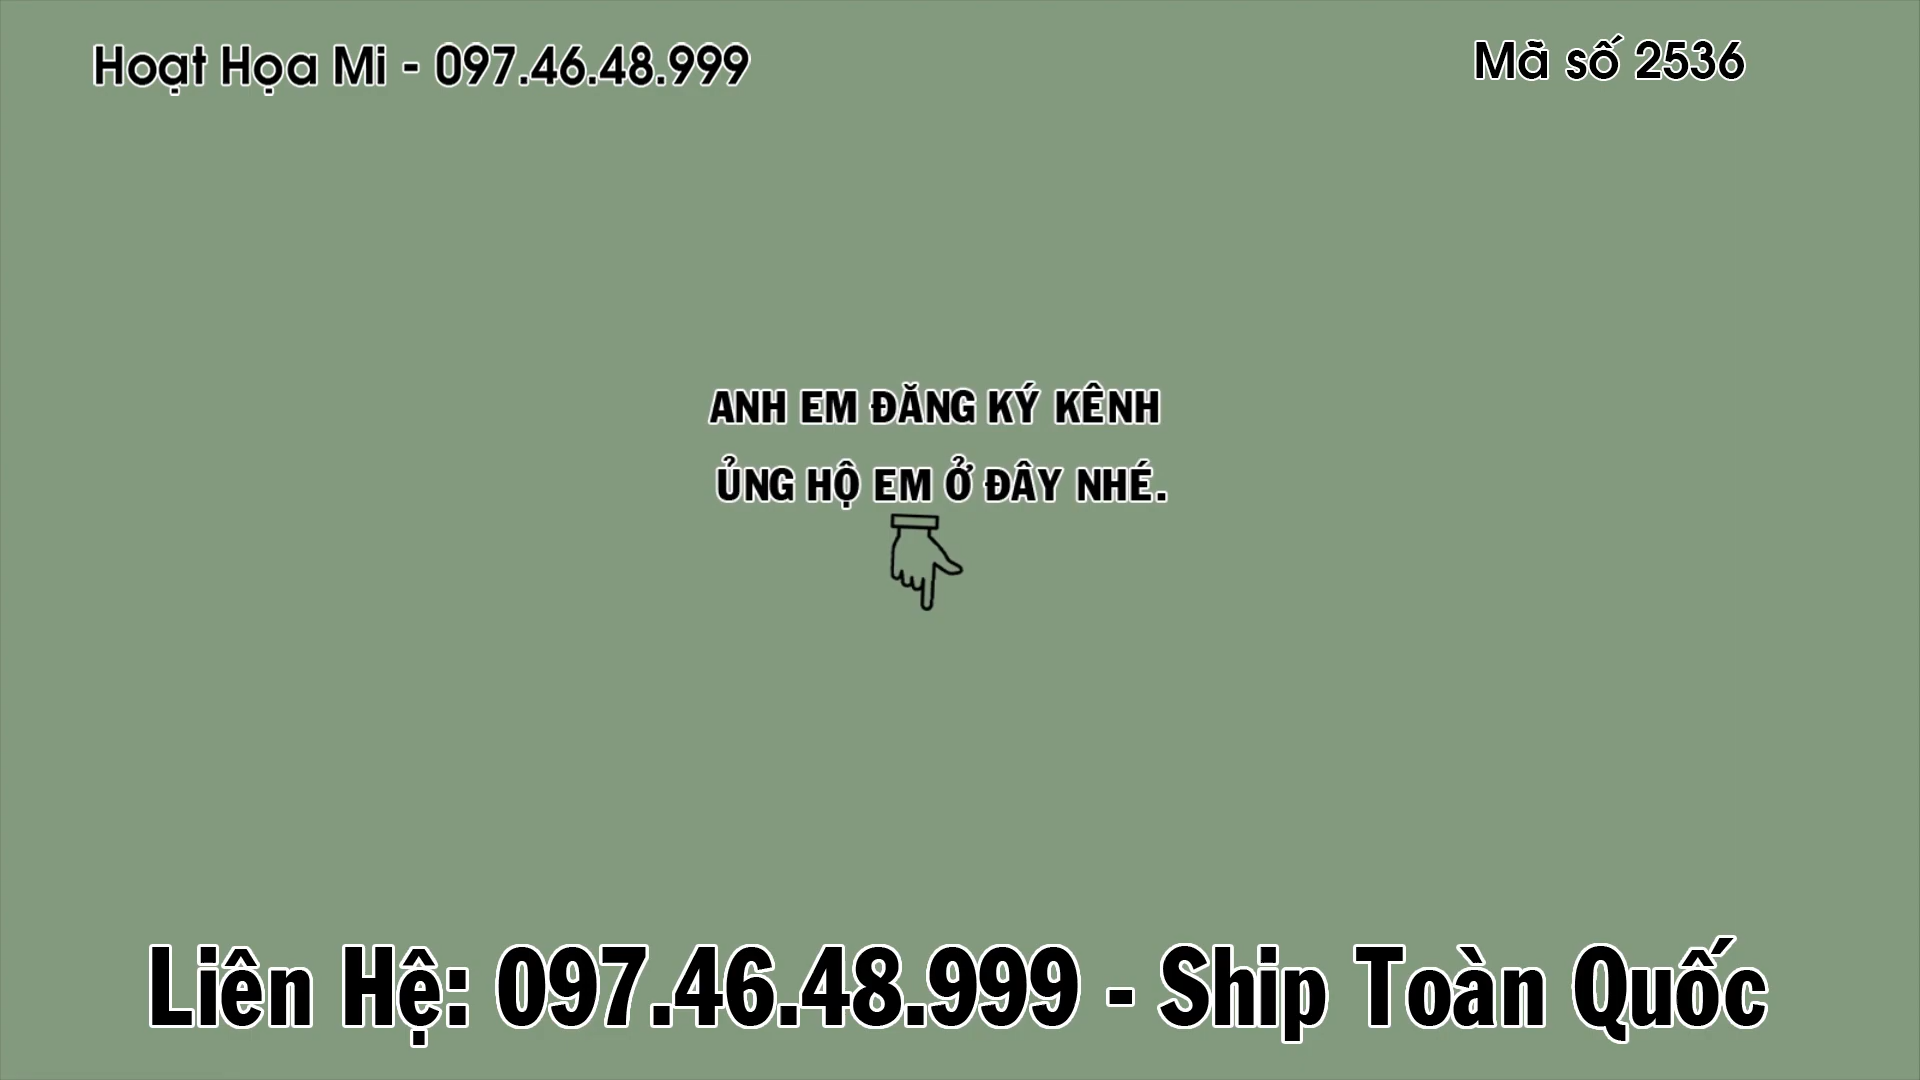 Hoạt Họa Mi - 097.46.48.999
Mã số 2536
ANH EM ĐĂNG KÝ KÊNH
ỦNG HỘ EM Ở ĐÂY NHÉ.
Liên Hệ: 097.46.48.999 - Ship Toàn Quốc